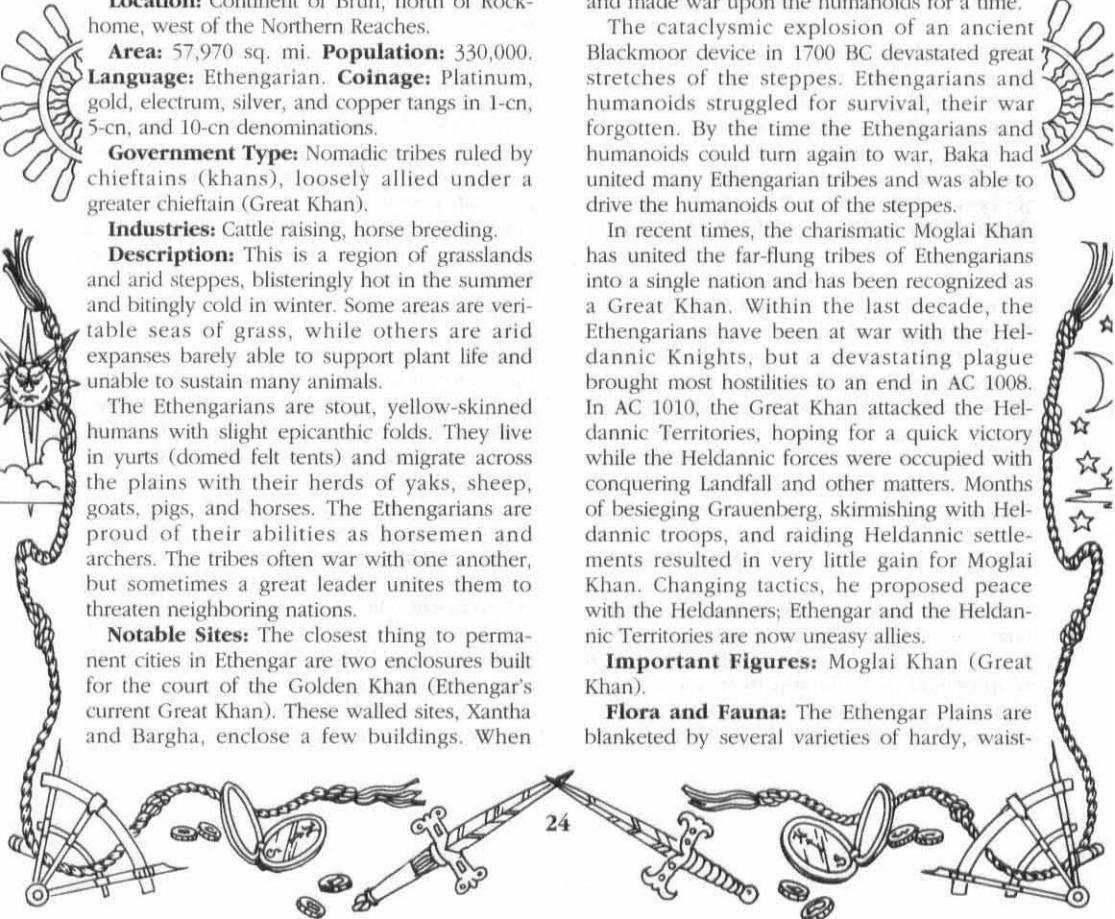 Location: Continent of Brun, north of Rock-
home, west of the Northern Reaches.
Area: 57,970 sq. mi. Population: 330,000.
Language: Ethengarian. Coinage: Platinum,
gold, electrum, silver, and copper tangs in 1-cn,
5-cn, and 10-cn denominations.
Government Type: Nomadic tribes ruled by
chieftains (khans), loosely allied under a
greater chieftain (Great Khan).
Industries: Cattle raising, horse breeding.
Description: This is a region of grasslands
and arid steppes, blisteringly hot in the summer
and bitingly cold in winter. Some areas are veri-
table seas of grass, while others are arid
expanses barely able to support plant life and
unable to sustain many animals.
The Ethengarians are stout, yellow-skinned
humans with slight epicanthic folds. They live
in yurts (domed felt tents) and migrate across
the plains with their herds of yaks, sheep,
goats, pigs, and horses. The Ethengarians are
proud of their abilities as horsemen and
archers. The tribes often war with one another,
but sometimes a great leader unites them to
threaten neighboring nations.
Notable Sites: The closest thing to perma-
nent cities in Ethengar are two enclosures built
for the court of the Golden Khan (Ethengar's
current Great Khan). These walled sites, Xantha
and Bargha, enclose a few buildings. When
and made war upon the humanoids for a time.
The cataclysmic explosion of an ancient
Blackmoor device in 1700 BC devastated great
stretches of the steppes. Ethengarians and
humanoids struggled for survival, their war
forgotten. By the time the Ethengarians and
humanoids could turn again to war, Baka had
united many Ethengarian tribes and was able to
drive the humanoids out of the steppes.
In recent times, the charismatic Moglai Khan
has united the far-flung tribes of Ethengarians
into a single nation and has been recognized as
a Great Khan. Within the last decade, the
Ethengarians have been at war with the Hel-
dannic Knights, but a devastating plague
brought most hostilities to an end in AC 1008.
In AC 1010, the Great Khan attacked the Hel-
dannic Territories, hoping for a quick victory
while the Heldannic forces were occupied with
conquering Landfall and other matters. Months
of besieging Grauenberg, skirmishing with Hel-
dannic troops, and raiding Heldannic settle-
ments resulted in very little gain for Moglai
Khan. Changing tactics, he proposed peace
with the Heldanners; Ethengar and the Heldan-
nic Territories are now uneasy allies.
Important Figures: Moglai Khan (Great
Khan).
Flora and Fauna: The Ethengar Plains are
blanketed by several varieties of hardy, waist-
24